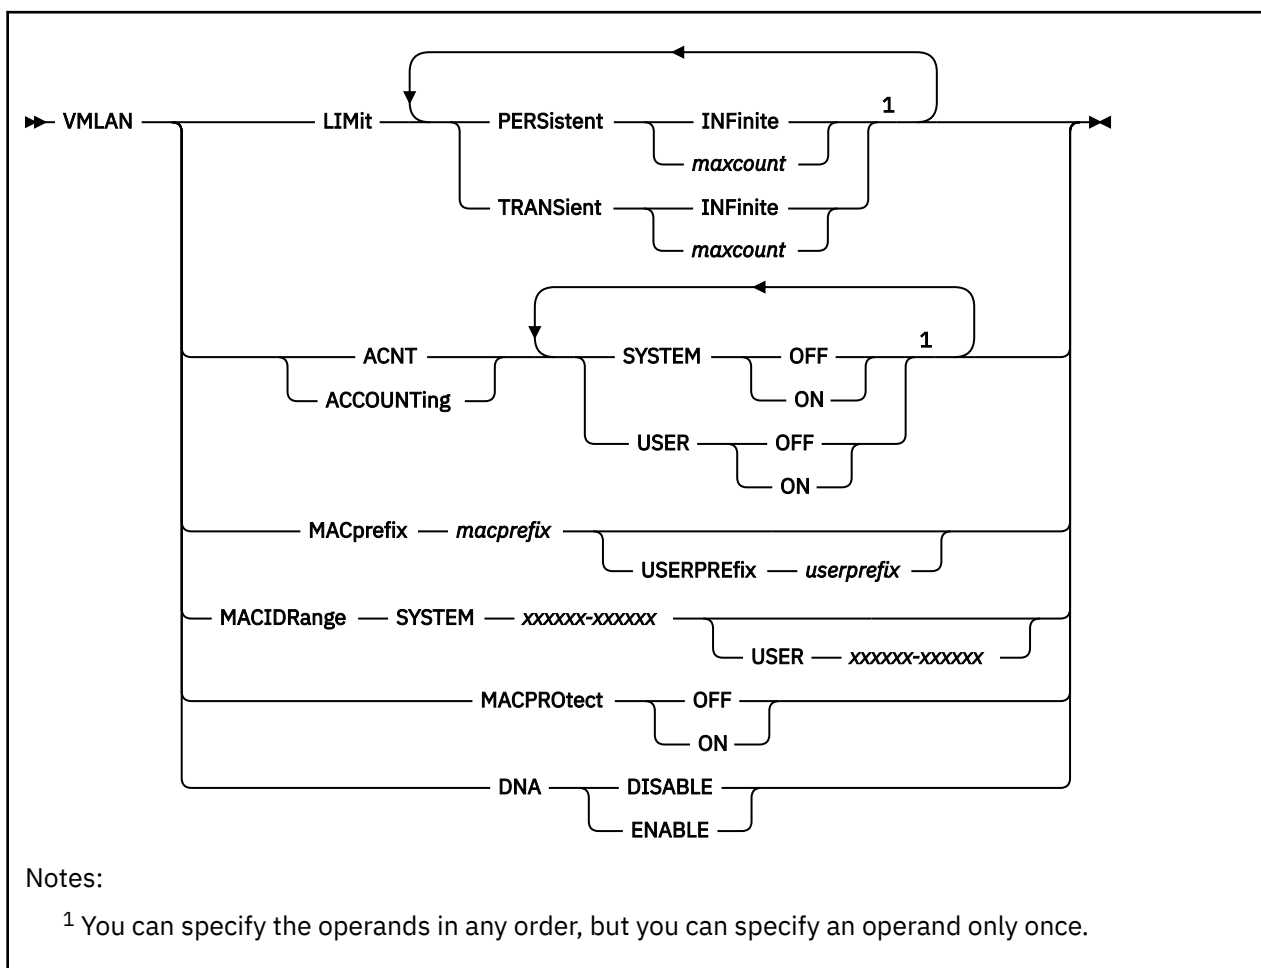 VMLAN LIMit PERSistent INFinite 1
maxcount
TRANSient INFinite
maxcount
ACNT SYSTEM OFF 1
ACCOUNTing ON
USER OFF
ON
MACprefix macprefix
USERPREfix userprefix
MACIDRange SYSTEM xxxxxx-xxxxxx
USER xxxxxx-xxxxxx
MACPROtect OFF
ON
DNA DISABLE
ENABLE
Notes:
1 You can specify the operands in any order, but you can specify an operand only once.